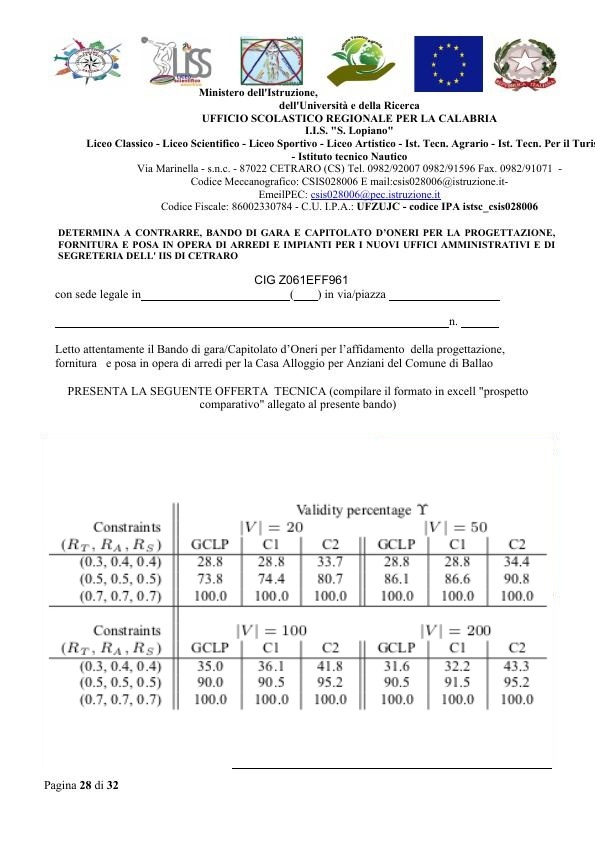 LISS
Liceo
scientifico
Ministero dell'Istruzione,
dell'Università e della Ricerca
UFFICIO SCOLASTICO REGIONALE PER LA CALABRIA
I.I.S. "S. Lopiano"
Liceo Classico - Liceo Scientifico - Liceo Sportivo - Liceo Artistico - Ist. Tecn. Agrario - Ist. Tecn. Per il Turis
- Istituto tecnico Nautico
Via Marinella - s.n.c. - 87022 CETRARO (CS) Tel. 0982/92007 0982/91596 Fax. 0982/91071 -
Codice Meccanografico: CSIS028006 E mail:csis028006@istruzione.it-
EmeilPEC: csis028006@pec.istruzione.it
Codice Fiscale: 86002330784 - C.U. I.P.A.: UFZUJC - codice IPA istsc_csis028006
DETERMINA A CONTRARRE, BANDO DI GARA E CAPITOLATO D'ONERI PER LA PROGETTAZIONE,
FORNITURA E POSA IN OPERA DI ARREDI E IMPIANTI PER I NUOVI UFFICI AMMINISTRATIVI E DI
SEGRETERIA DELL' IIS DI CETRARO
CIG Z061EFF961
con sede legale in____(____) in via/piazza ____
____n. ____
Letto attentamente il Bando di gara/Capitolato d'Oneri per l'affidamento della progettazione,
fornitura e posa in opera di arredi per la Casa Alloggio per Anziani del Comune di Ballao
PRESENTA LA SEGUENTE OFFERTA TECNICA (compilare il formato in excell "prospetto
comparativo" allegato al presente bando)
Validity percentage ϒ
Constraints |V| = 20 |V| = 50
(R_T, R_A, R_S) GCLP C1 C2 GCLP C1 C2
(0.3, 0.4, 0.4) 28.8 28.8 33.7 28.8 28.8 34.4
(0.5, 0.5, 0.5) 73.8 74.4 80.7 86.1 86.6 90.8
(0.7, 0.7, 0.7) 100.0 100.0 100.0 100.0 100.0 100.0
Constraints |V| = 100 |V| = 200
(R_T, R_A, R_S) GCLP C1 C2 GCLP C1 C2
(0.3, 0.4, 0.4) 35.0 36.1 41.8 31.6 32.2 43.3
(0.5, 0.5, 0.5) 90.0 90.5 95.2 90.5 91.5 95.2
(0.7, 0.7, 0.7) 100.0 100.0 100.0 100.0 100.0 100.0
Pagina 28 di 32